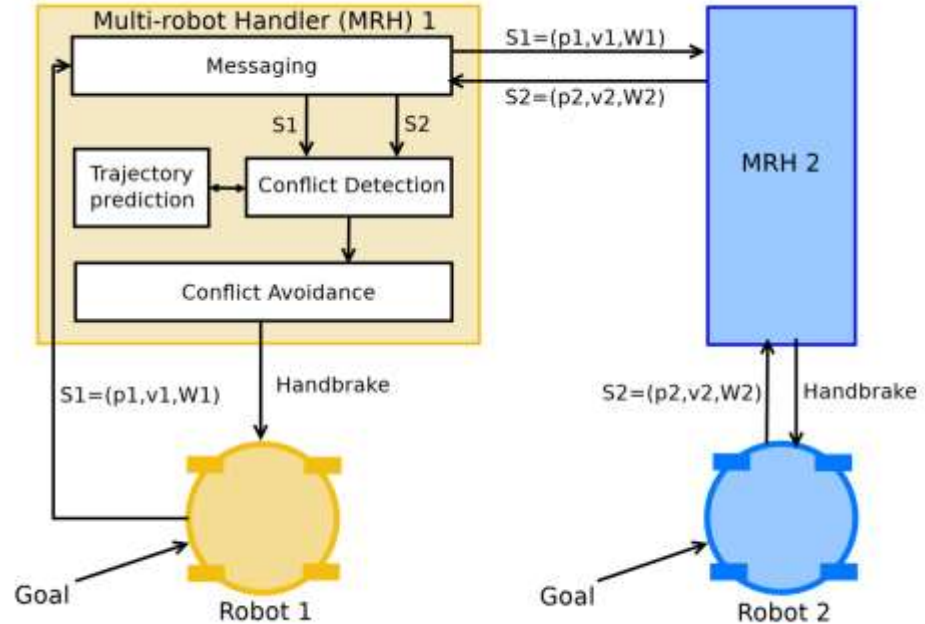 Multi-robot Handler (MRH) 1
Messaging
S1=(p1,v1,W1)
S2=(p2,v2,W2)
S1
S2
Trajectory
prediction
Conflict Detection
MRH 2
Conflict Avoidance
S1=(p1,v1,W1)
Handbrake
S2=(p2,v2,W2)
Handbrake
Goal
Robot 1
Goal
Robot 2